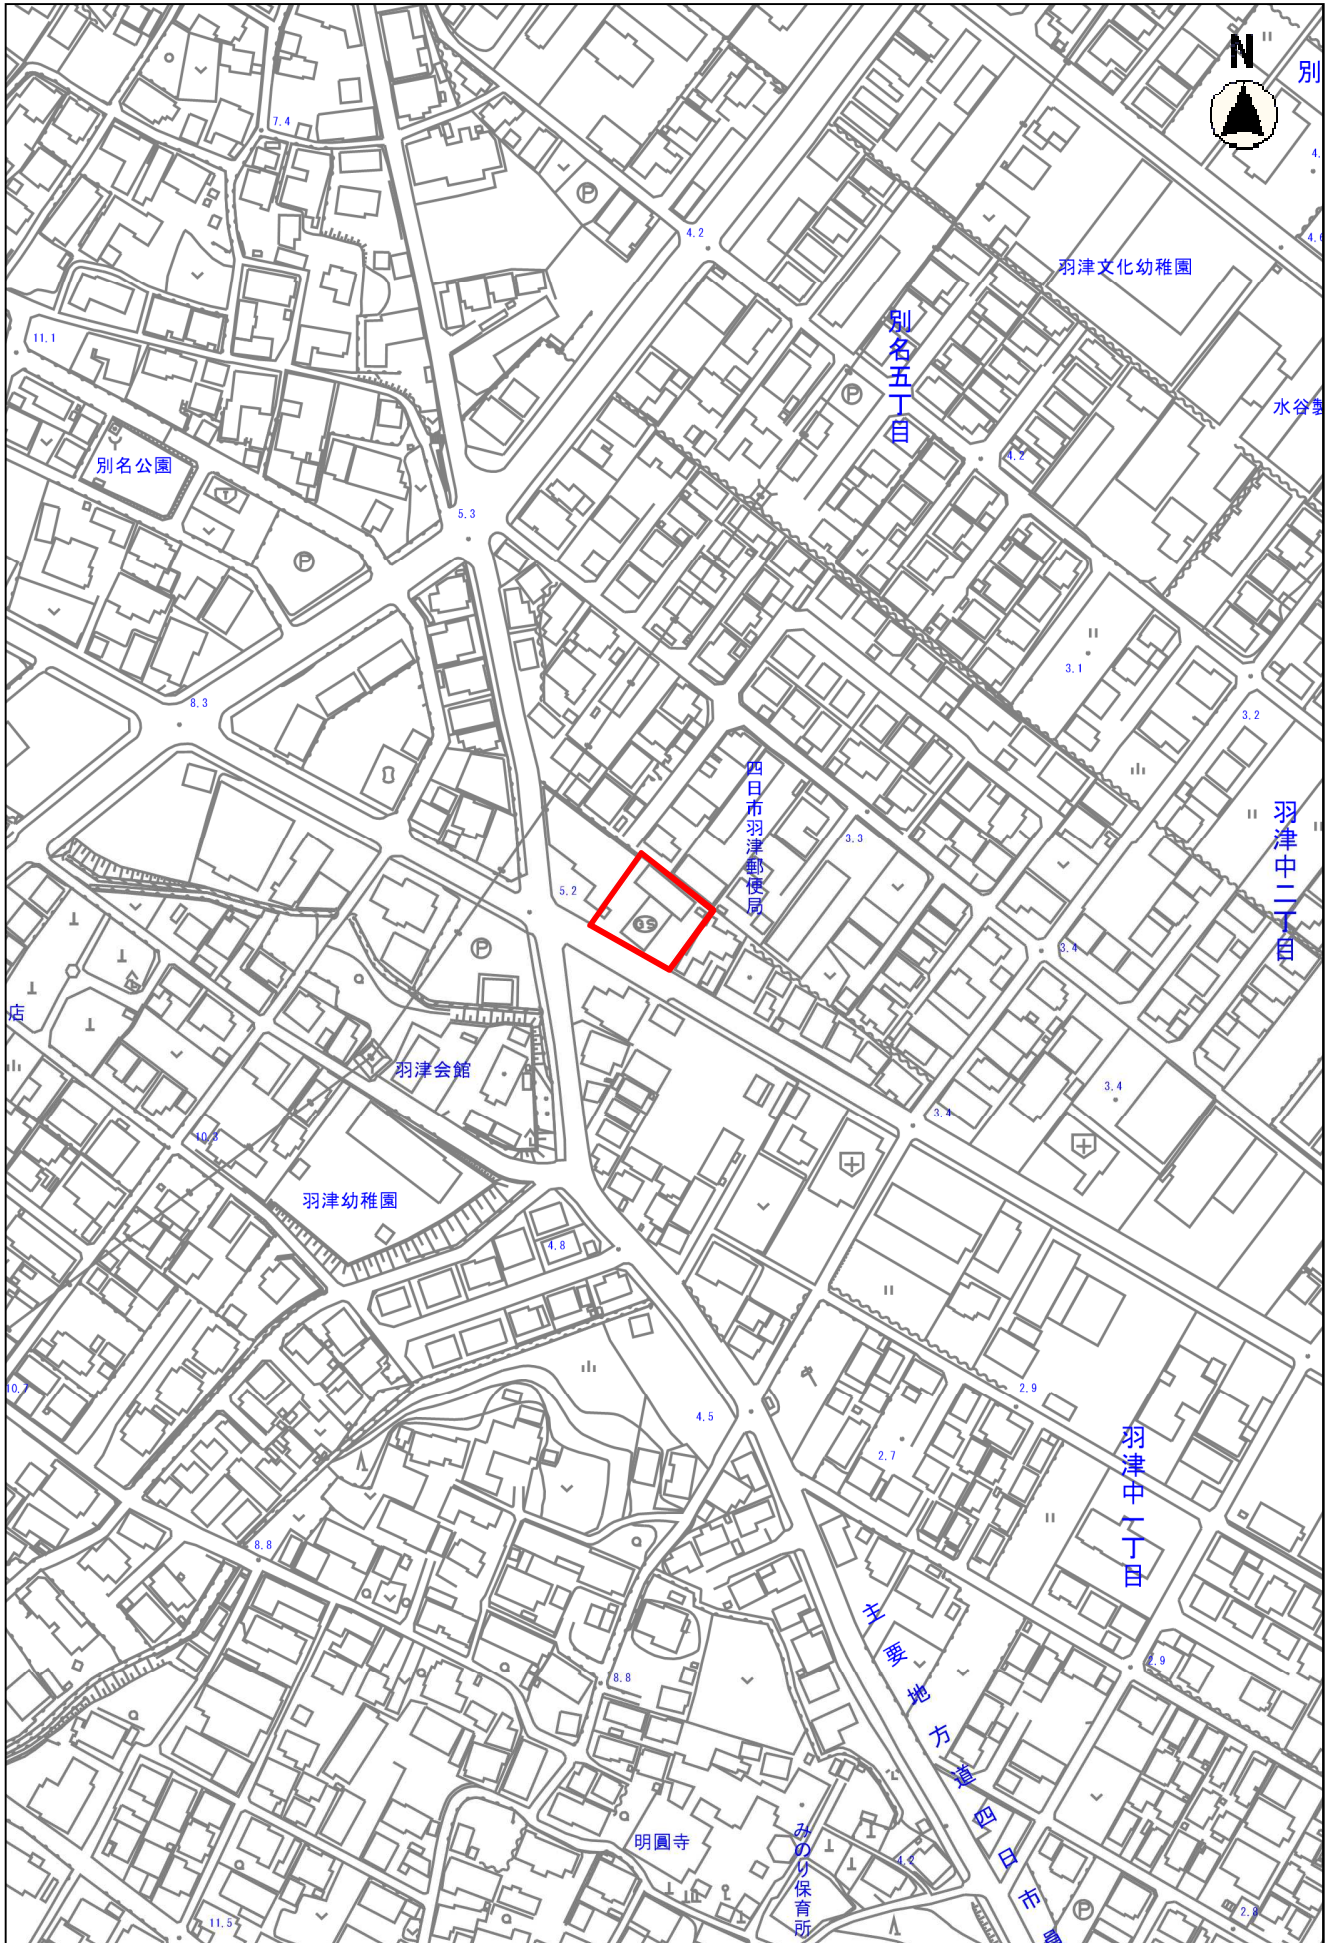 N
別
7.4
4.2
4.6
羽津文化幼稚園
別名五丁目
11.1
水谷製
4.2
別名公園
P
P
P
5.3
3.1
8.3
3.2
四日市羽津郵便局
羽津中二丁目
3.3
5.2
GS
3.4
P
店
羽津会館
3.4
3.4
10.3
羽津幼稚園
4.8
10.7
2.9
4.5
羽津中一丁目
2.7
8.8
主要地方道四日市
8.8
2.9
明圓寺
みのり保育所
4.2
P
11.5
2.8